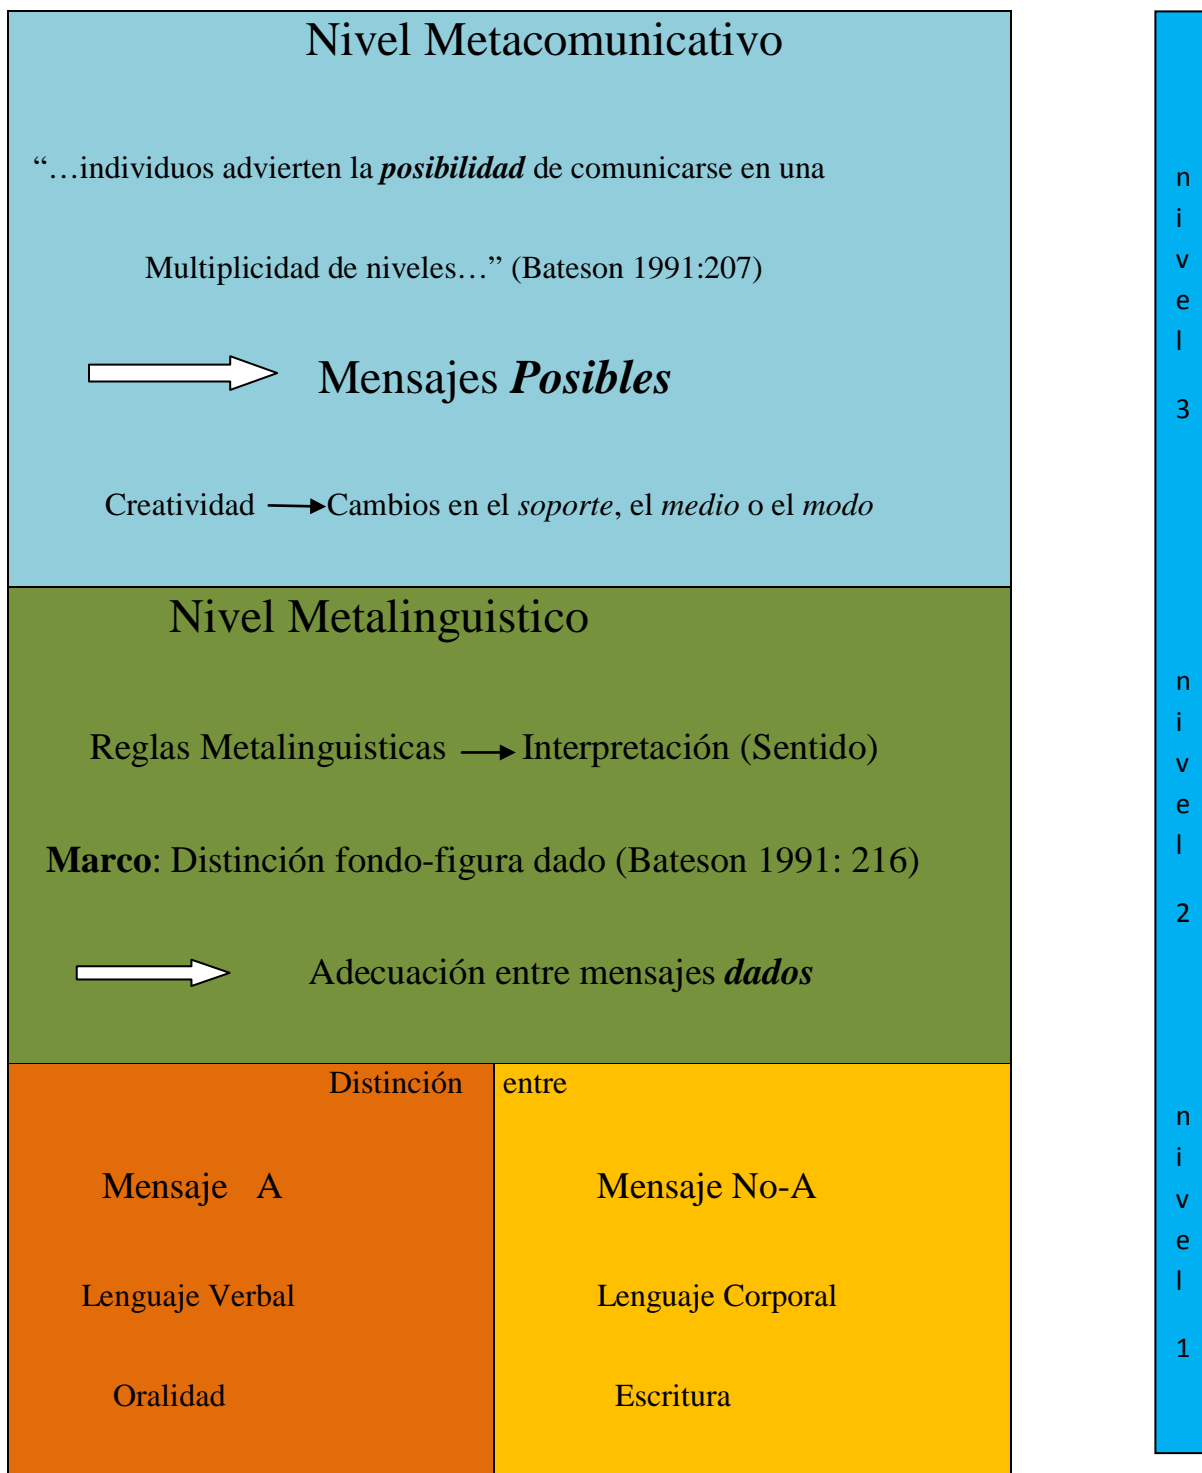 Nivel Metacomunicativo
“…individuos advierten la posibilidad de comunicarse en una
Multiplicidad de niveles…” (Bateson 1991:207)
Mensajes Posibles
Creatividad Cambios en el soporte, el medio o el modo
nivel 3
Nivel Metalinguistico
Reglas Metalinguisticas Interpretación (Sentido)
Marco: Distinción fondo-figura dado (Bateson 1991: 216)
Adecuación entre mensajes dados
nivel 2
Distinción entre
Mensaje A
Lenguaje Verbal
Oralidad
Mensaje No-A
Lenguaje Corporal
Escritura
nivel 1